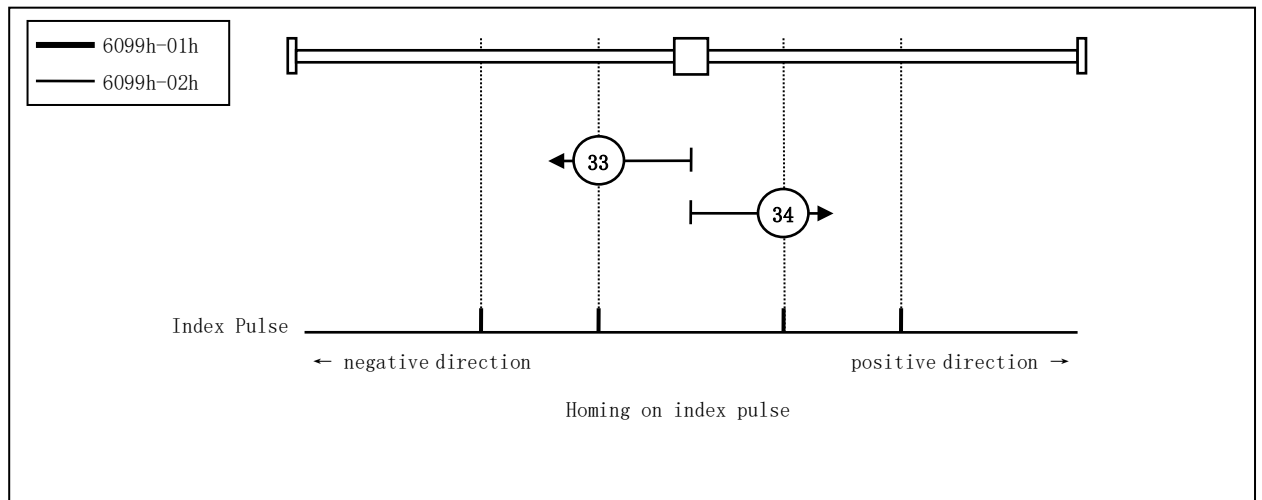 6099h-01h
6099h-02h
33
34
Index Pulse
← negative direction
positive direction →
Homing on index pulse